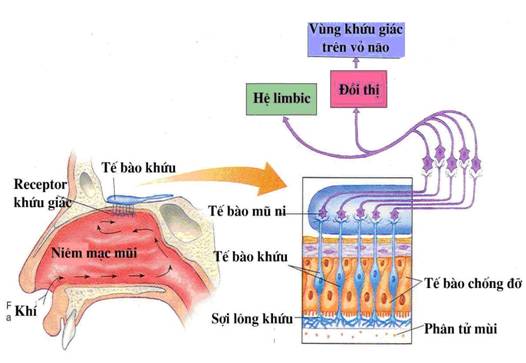 Vùng khứu giác
trên vỏ não
Hệ limbic
Đồi thị
Tế bào khứu
Receptor
khứu giác
Niêm mạc mũi
F
a
Khí
Tế bào mũ ni
Tế bào khứu
Sợi lông khứu
Tế bào chống đỡ
Phân tử mùi